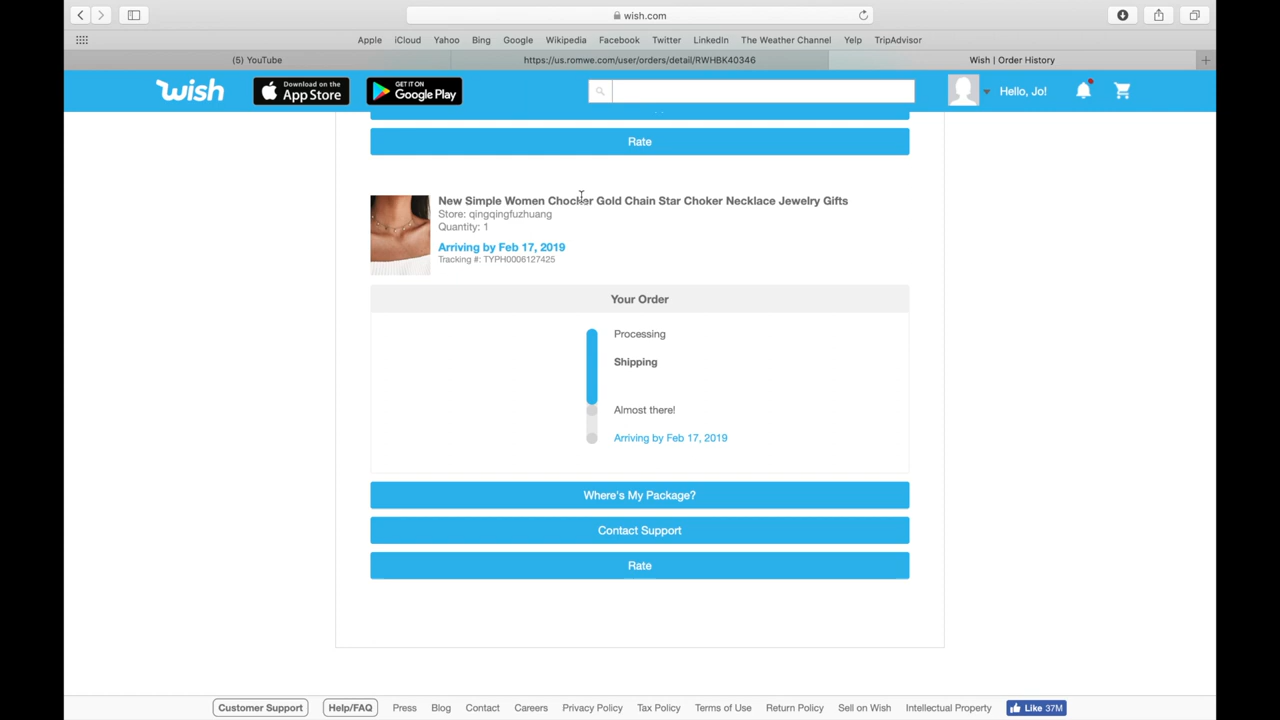 wish.com
Apple iCloud Yahoo Bing Google Wikipedia Facebook Twitter LinkedIn The Weather Channel Yelp TripAdvisor
(5) YouTube https://us.romwe.com/user/orders/detail/RWHBK40346 Wish | Order History
wish Download on the App Store GET IT ON Google Play Hello, Jo!
Rate
New Simple Women Chocker Gold Chain Star Choker Necklace Jewelry Gifts
Store: qingqingfuzhuang
Quantity: 1
Arriving by Feb 17, 2019
Tracking #: TYPH0006127425
Your Order
Processing
Shipping
Almost there!
Arriving by Feb 17, 2019
Where's My Package?
Contact Support
Rate
Customer Support Help/FAQ Press Blog Contact Careers Privacy Policy Tax Policy Terms of Use Return Policy Sell on Wish Intellectual Property Like 37M